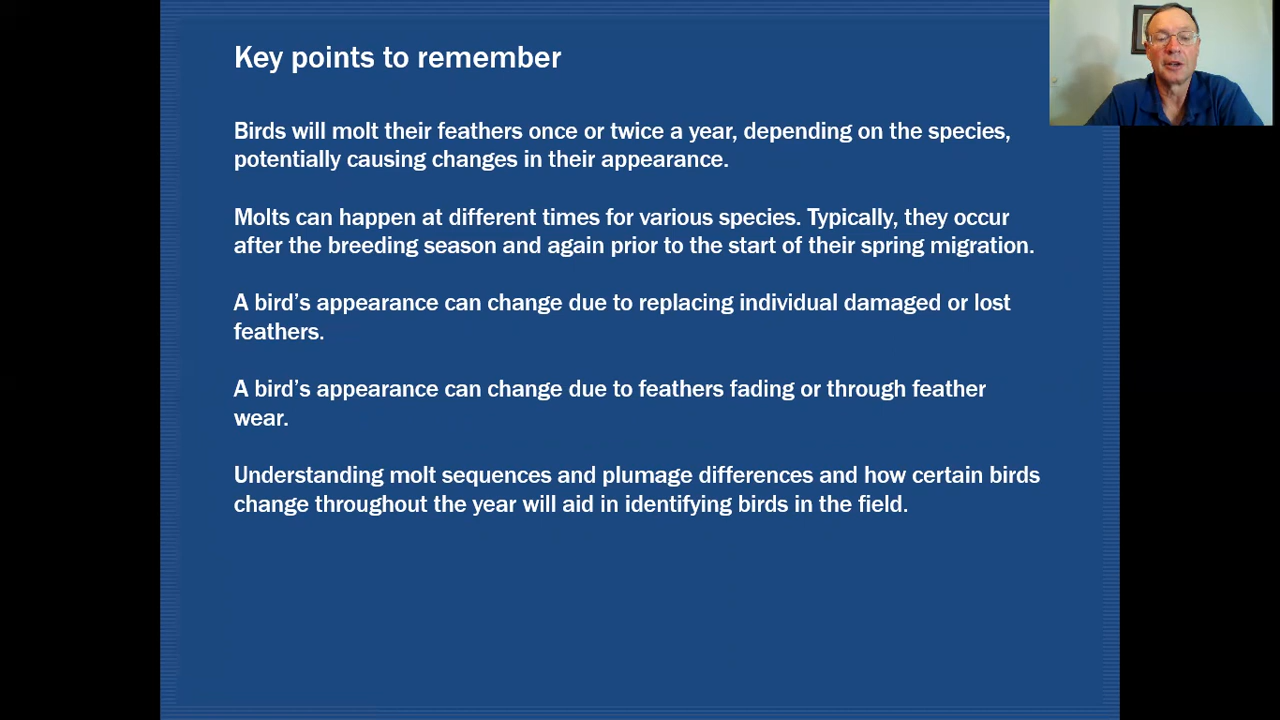 Key points to remember
Birds will molt their feathers once or twice a year, depending on the species,
potentially causing changes in their appearance.
Molts can happen at different times for various species. Typically, they occur
after the breeding season and again prior to the start of their spring migration.
A bird's appearance can change due to replacing individual damaged or lost
feathers.
A bird's appearance can change due to feathers fading or through feather
wear.
Understanding molt sequences and plumage differences and how certain birds
change throughout the year will aid in identifying birds in the field.